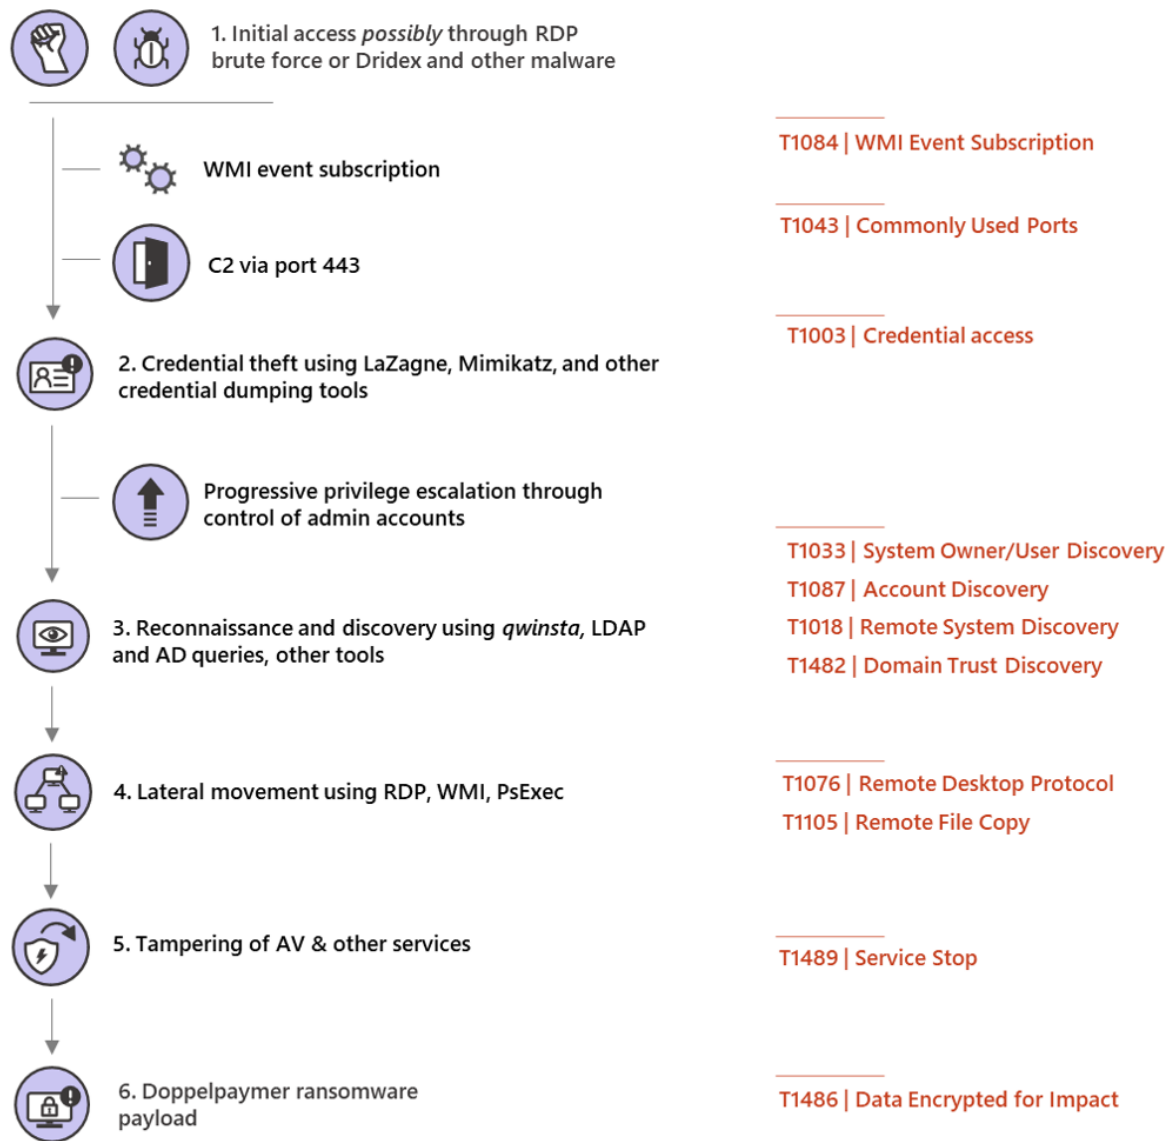 1. Initial access possibly through RDP
brute force or Dridex and other malware
T1084 | WMI Event Subscription
WMI event subscription
T1043 | Commonly Used Ports
C2 via port 443
T1003 | Credential access
2. Credential theft using LaZagne, Mimikatz, and other
credential dumping tools
Progressive privilege escalation through
control of admin accounts
T1033 | System Owner/User Discovery
T1087 | Account Discovery
T1018 | Remote System Discovery
T1482 | Domain Trust Discovery
3. Reconnaissance and discovery using qwinsta, LDAP
and AD queries, other tools
4. Lateral movement using RDP, WMI, PsExec
T1076 | Remote Desktop Protocol
T1105 | Remote File Copy
5. Tampering of AV & other services
T1489 | Service Stop
6. Doppelpaymer ransomware
payload
T1486 | Data Encrypted for Impact